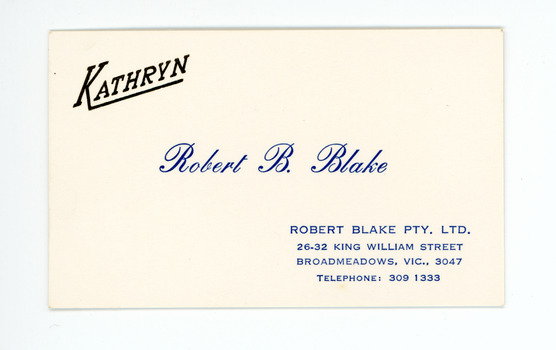 KATHRYN
Robert B. Blake
ROBERT BLAKE PTY. LTD.
26-32 KING WILLIAM STREET
BROADMEADOWS, VIC., 3047
TELEPHONE: 309 1333